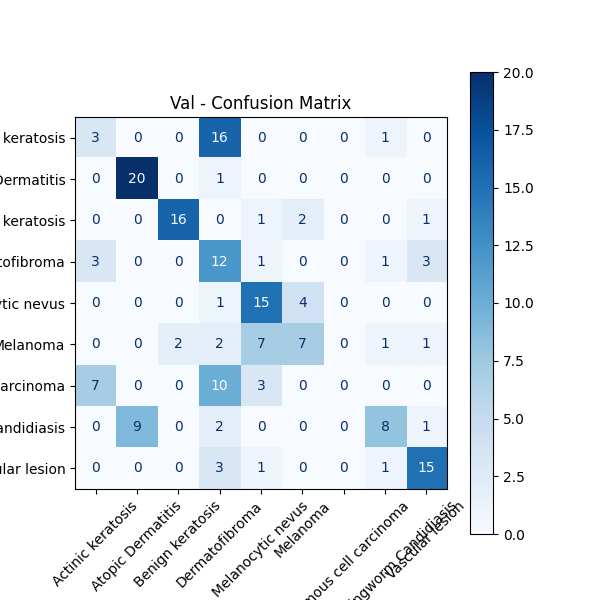 Val - Confusion Matrix
keratosis 3 0 0 16 0 0 0 1 0
Dermatitis 0 20 0 1 0 0 0 0 0
keratosis 0 0 16 0 1 2 0 0 1
tofibroma 3 0 0 12 1 0 0 1 3
tic nevus 0 0 0 1 15 4 0 0 0
Melanoma 0 0 2 2 7 7 0 1 1
arcinoma 7 0 0 10 3 0 0 0 0
andidiasis 0 9 0 2 0 0 0 8 1
lar lesion 0 0 0 3 1 0 0 1 15
Actinic keratosis
Atopic Dermatitis
Benign keratosis
Dermatofibroma
Melanocytic nevus
Melanoma
mous cell carcinoma
ngworm Candidiasis
Vascular lesion
20.0
17.5
15.0
12.5
10.0
7.5
5.0
2.5
0.0